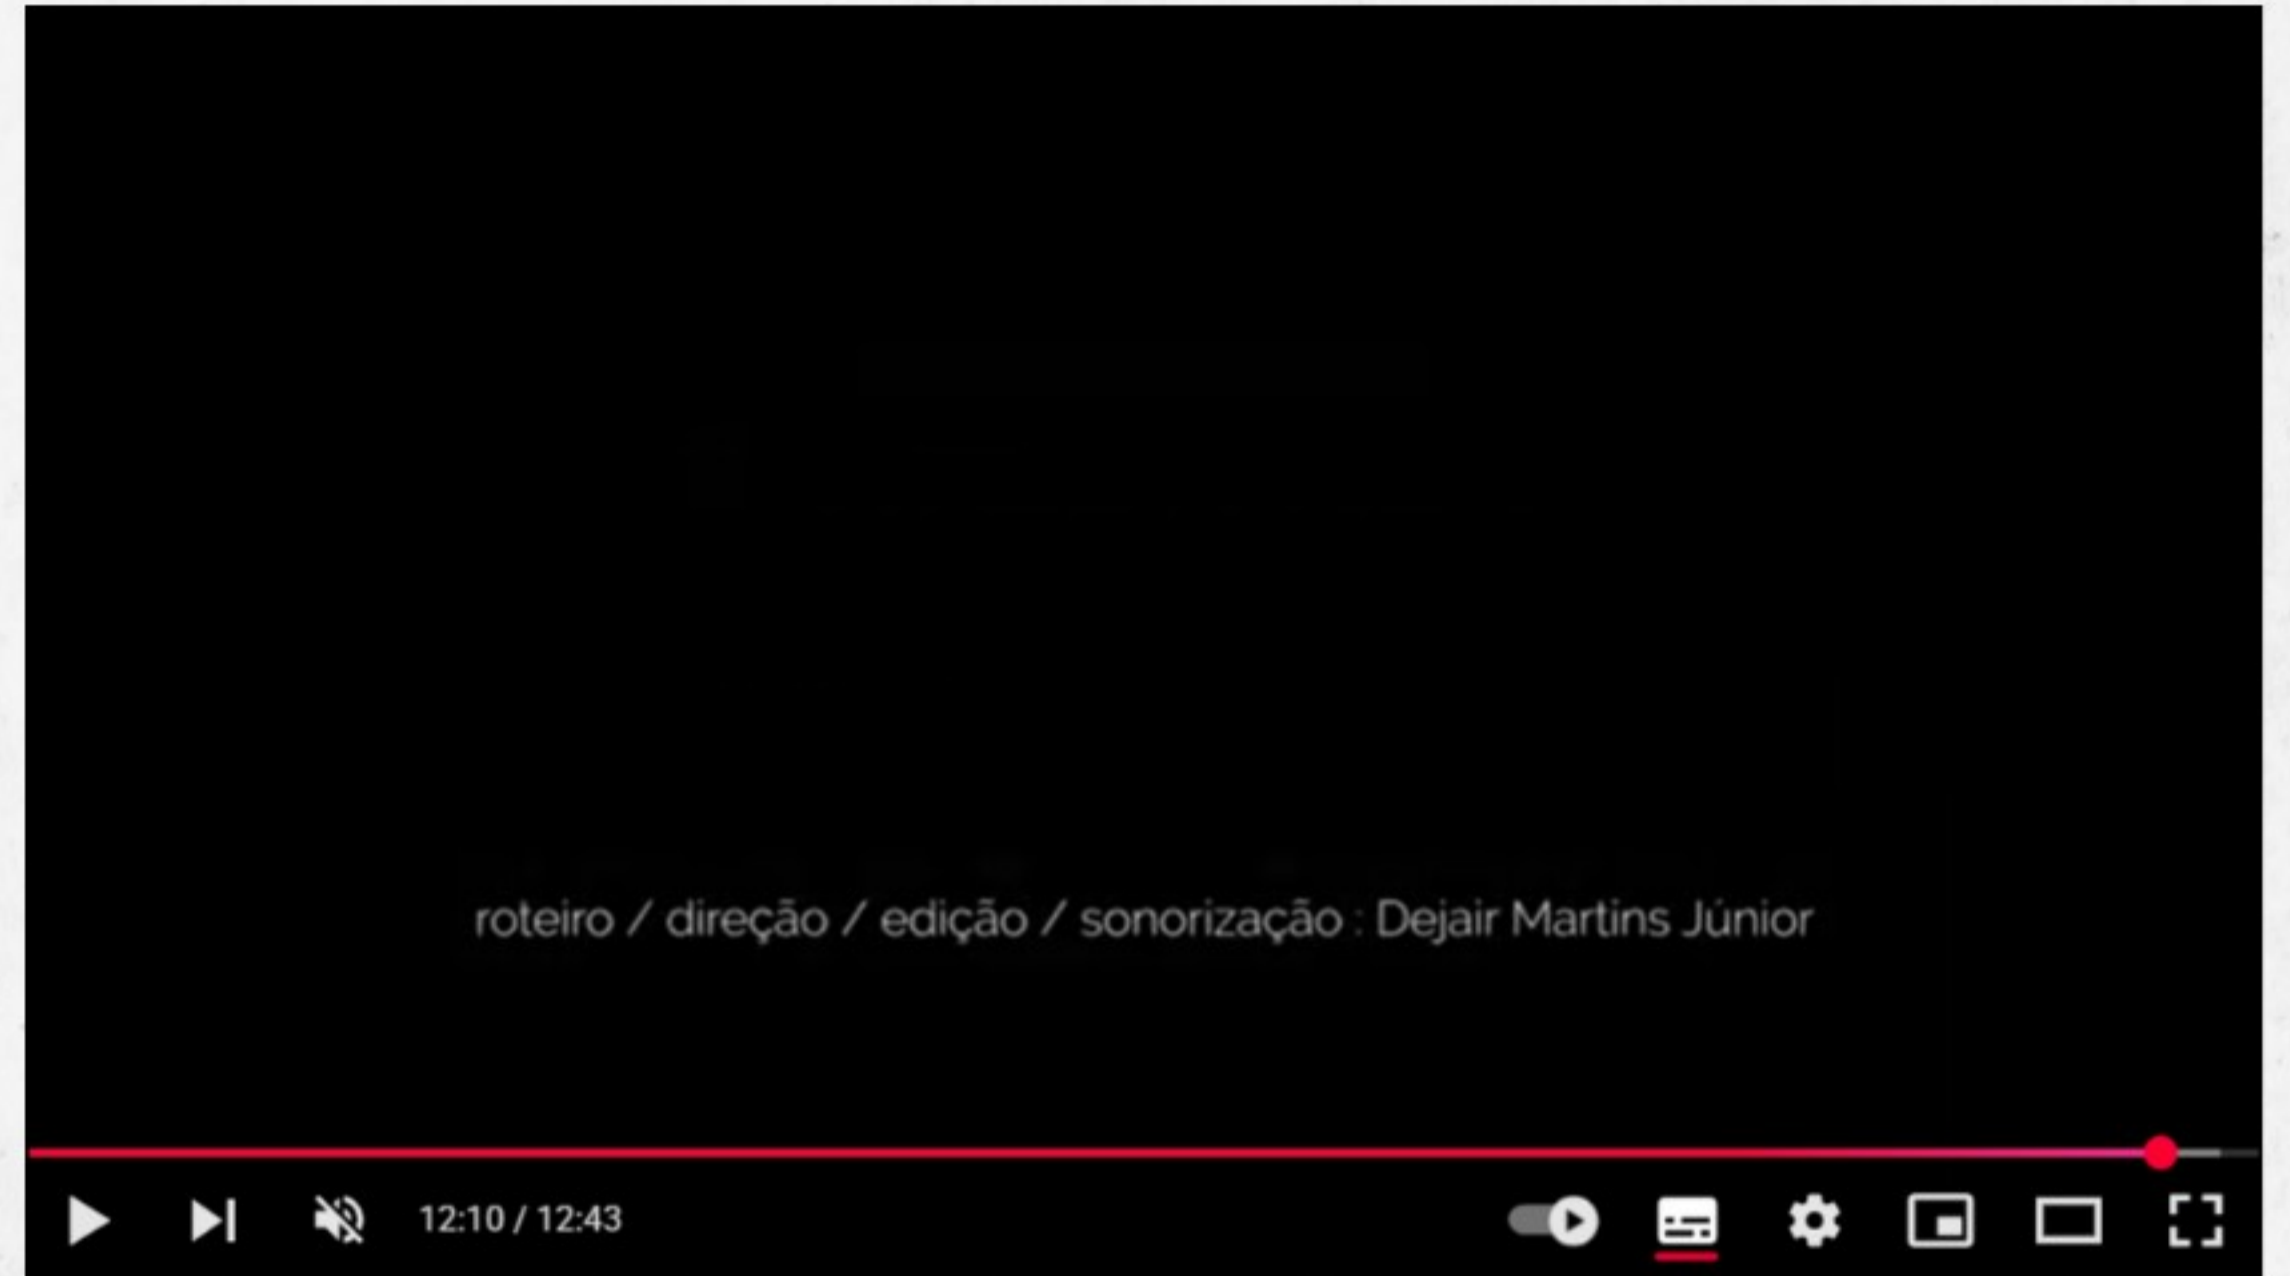 roteiro / direção / edição / sonorização : Dejair Martins Júnior
12:10 / 12:43